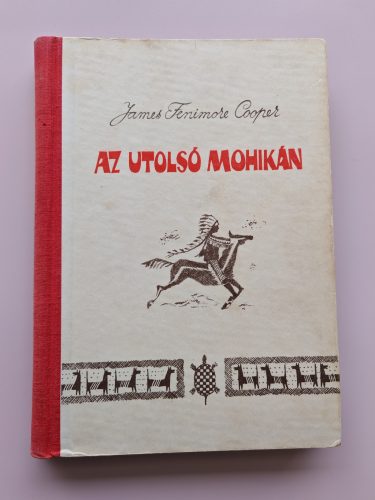 James Fenimore Cooper
AZ UTOLSÓ MOHIKÁN